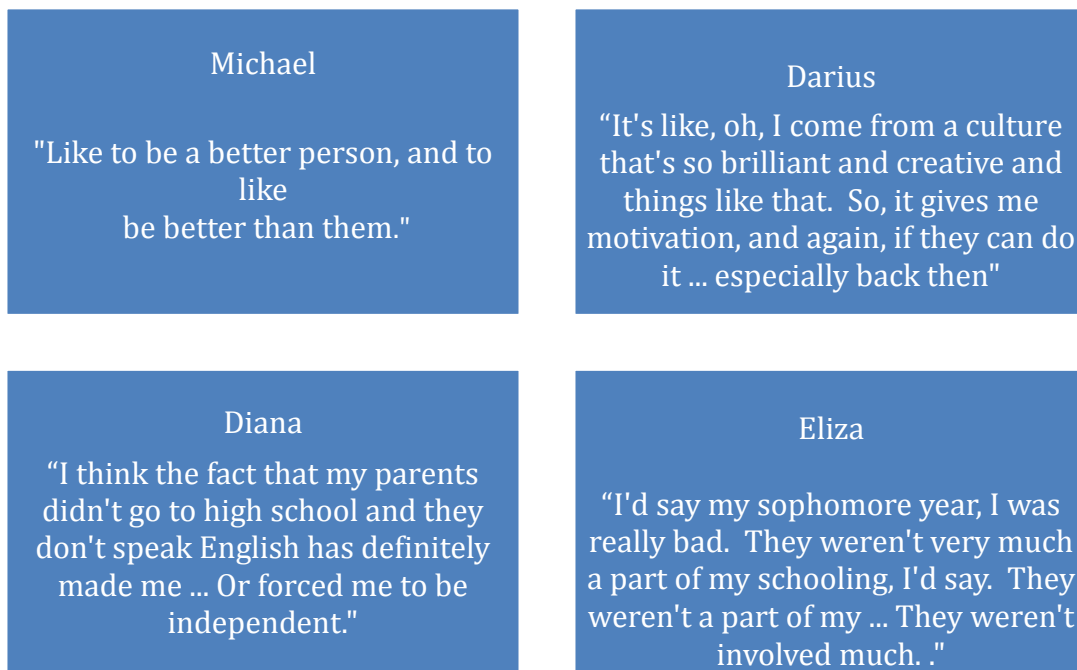 Michael
"Like to be a better person, and to
like
be better than them."
Darius
“It's like, oh, I come from a culture
that's so brilliant and creative and
things like that.  So, it gives me
motivation, and again, if they can do
it ... especially back then"
Diana
“I think the fact that my parents
didn't go to high school and they
don't speak English has definitely
made me ... Or forced me to be
independent."
Eliza
“I'd say my sophomore year, I was
really bad.  They weren't very much
a part of my schooling, I'd say.  They
weren't a part of my ... They weren't
involved much. ."